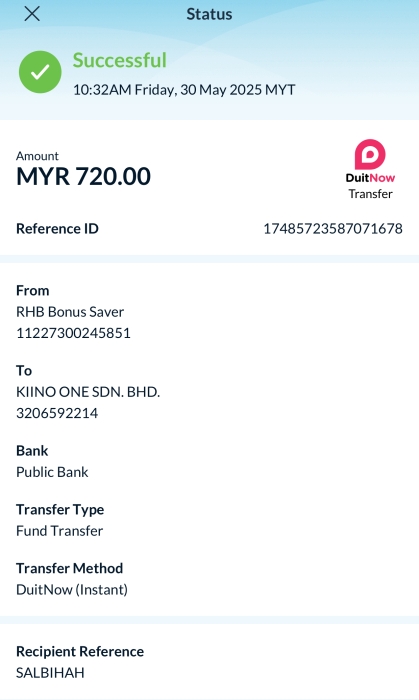 Status
Successful
10:32AM Friday, 30 May 2025 MYT
Amount
MYR 720.00
DuitNow
Transfer
Reference ID 17485723587071678
From
RHB Bonus Saver
11227300245851
To
KIINO ONE SDN. BHD.
3206592214
Bank
Public Bank
Transfer Type
Fund Transfer
Transfer Method
DuitNow (Instant)
Recipient Reference
SALBIHAH